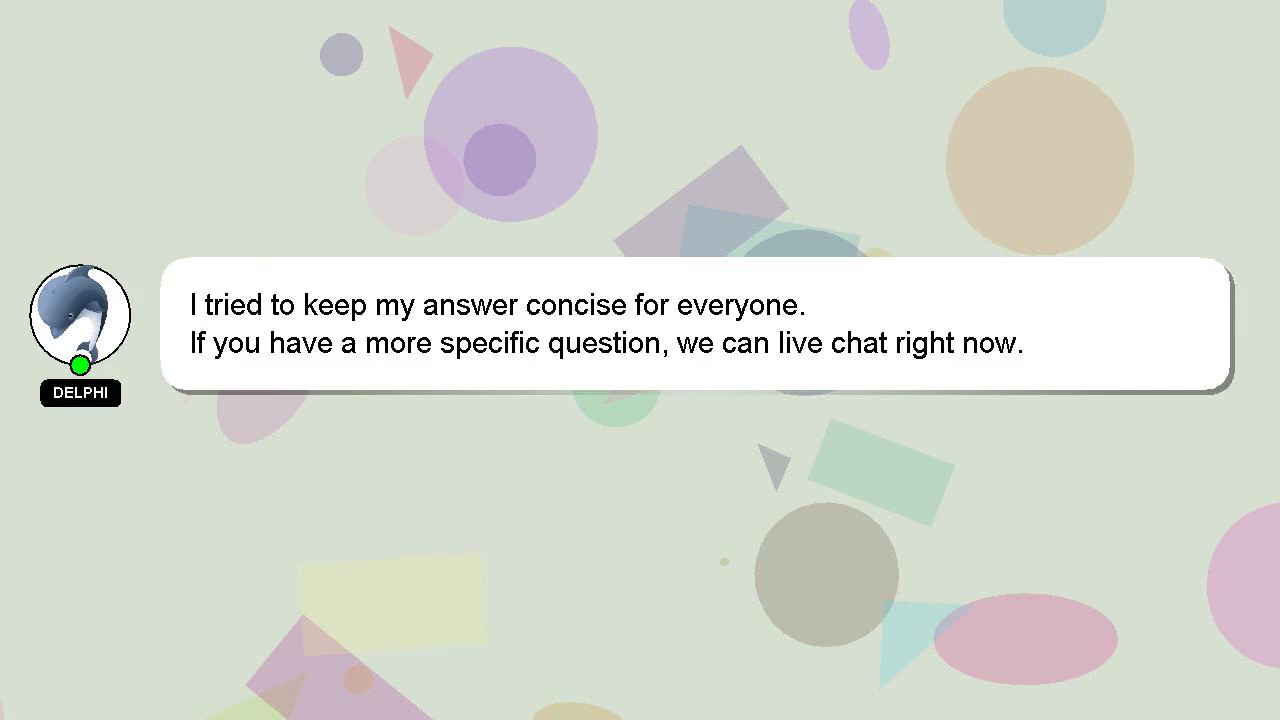 I tried to keep my answer concise for everyone.
If you have a more specific question, we can live chat right now.
DELPHI